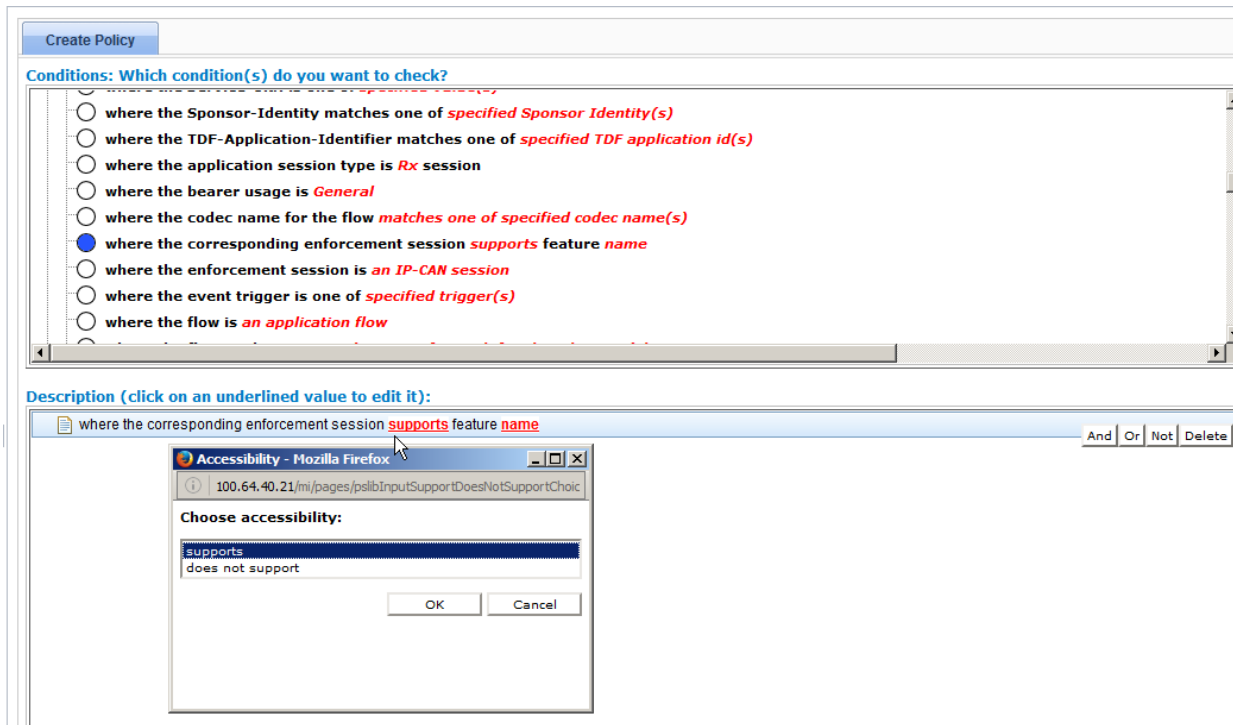 Create Policy
Conditions: Which condition(s) do you want to check?
where the Sponsor-Identity matches one of specified Sponsor Identity(s)
where the TDF-Application-Identifier matches one of specified TDF application id(s)
where the application session type is Rx session
where the bearer usage is General
where the codec name for the flow matches one of specified codec name(s)
where the corresponding enforcement session supports feature name
where the enforcement session is an IP-CAN session
where the event trigger is one of specified trigger(s)
where the flow is an application flow
Description (click on an underlined value to edit it):
where the corresponding enforcement session supports feature name
And Or Not Delete
Accessibility - Mozilla Firefox
100.64.40.21/mi/pages/pslibInputSupportDoesNotSupportChoic
Choose accessibility:
supports
does not support
OK Cancel